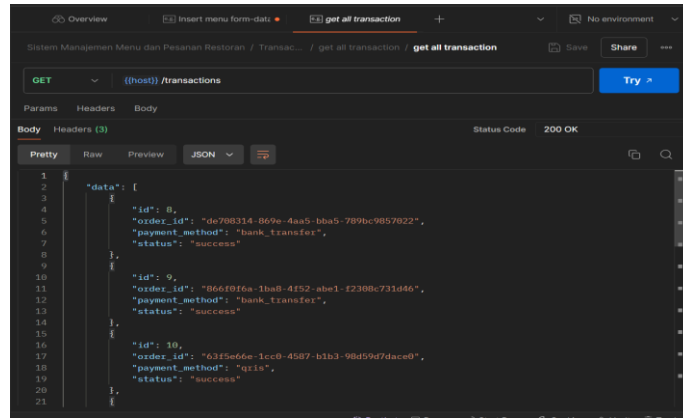 Overview Insert menu form-data get all transaction + No environment
Sistem Manajemen Menu dan Pesanan Restoran / Transac... / get all transaction / get all transaction Save Share
GET {{host}} /transactions Try
Params Headers Body
Body Headers (3) Status Code 200 OK
Pretty Raw Preview JSON
1 {
2 "data": [
3 {
4 "id": 8,
5 "order_id": "de708314-869e-4aa5-bba5-789bc9857022",
6 "payment_method": "bank_transfer",
7 "status": "success"
8 },
9 {
10 "id": 9,
11 "order_id": "866f0f6a-1ba8-4f52-abe1-f2308c731d46",
12 "payment_method": "bank_transfer",
13 "status": "success"
14 },
15 {
16 "id": 10,
17 "order_id": "63f5e66e-1cc0-4587-b1b3-98d59d7dace0",
18 "payment_method": "qris",
19 "status": "success"
20 },
21 {